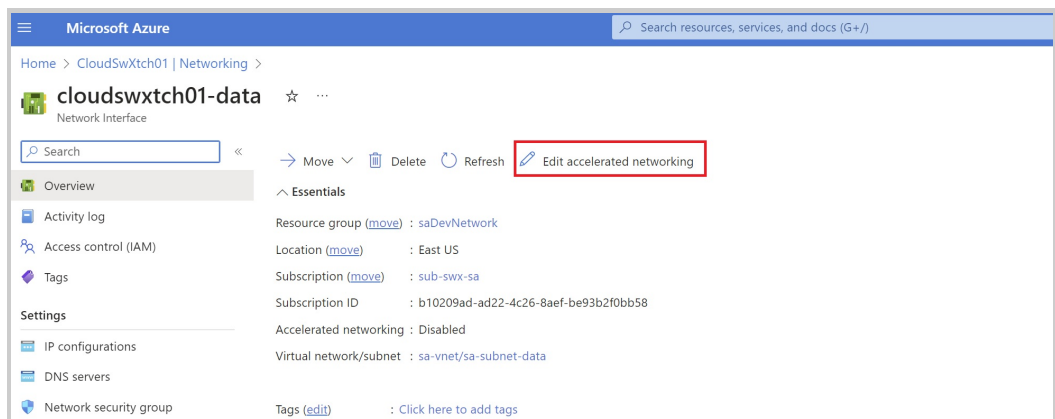 Microsoft Azure
Search resources, services, and docs (G+/)
Home > CloudSwXtch01 | Networking >
cloudswxtch01-data
Network Interface
Search
«
Move
Delete
Refresh
Edit accelerated networking
Overview
Activity log
Access control (IAM)
Tags
Settings
IP configurations
DNS servers
Network security group
Essentials
Resource group (move) : saDevNetwork
Location (move) : East US
Subscription (move) : sub-swx-sa
Subscription ID : b10209ad-ad22-4c26-8aef-be93b2f0bb58
Accelerated networking : Disabled
Virtual network/subnet : sa-vnet/sa-subnet-data
Tags (edit) : Click here to add tags